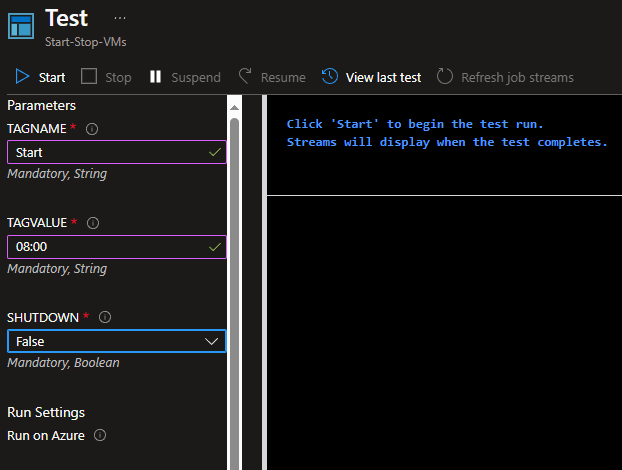 Test ...
Start-Stop-VMs
Start Stop Suspend Resume View last test Refresh job streams
Parameters
TAGNAME *
Start
Mandatory, String
TAGVALUE *
08:00
Mandatory, String
SHUTDOWN *
False
Mandatory, Boolean
Run Settings
Run on Azure
Click 'Start' to begin the test run.
Streams will display when the test completes.